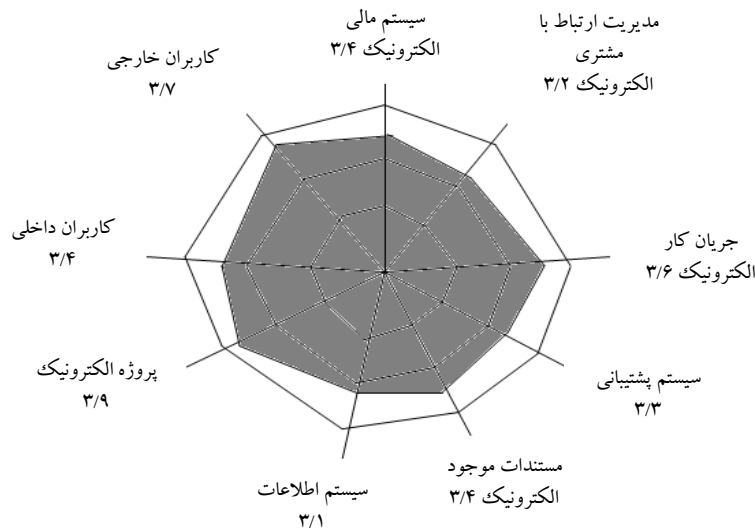 سیستم مالی
الکترونیک ۳/۴
مدیریت ارتباط با
مشتری
الکترونیک ۳/۲
جریان کار
الکترونیک ۳/۶
سیستم پشتیبانی
۳/۳
مستندات موجود
الکترونیک ۳/۴
سیستم اطلاعات
۳/۱
پروژه الکترونیک
۳/۹
کاربران داخلی
۳/۴
کاربران خارجی
۳/۷